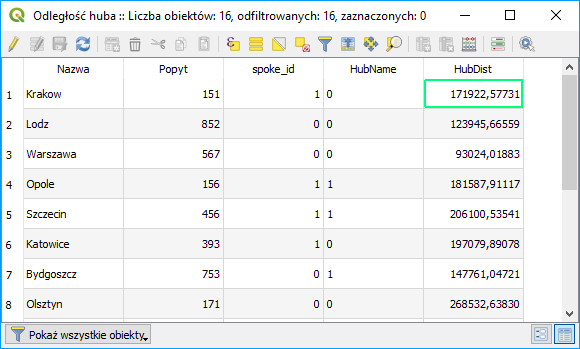 Odległość huba :: Liczba obiektów: 16, odfiltrowanych: 16, zaznaczonych: 0
Nazwa Popyt spoke_id HubName HubDist
1 Krakow 151 1 0 171922,57731
2 Lodz 852 0 0 123945,66559
3 Warszawa 567 0 0 93024,01883
4 Opole 156 1 1 181587,91117
5 Szczecin 456 1 1 206100,53541
6 Katowice 393 1 0 197079,89078
7 Bydgoszcz 753 0 1 147761,04721
8 Olsztyn 171 0 0 268532,63830
Pokaż wszystkie obiekty